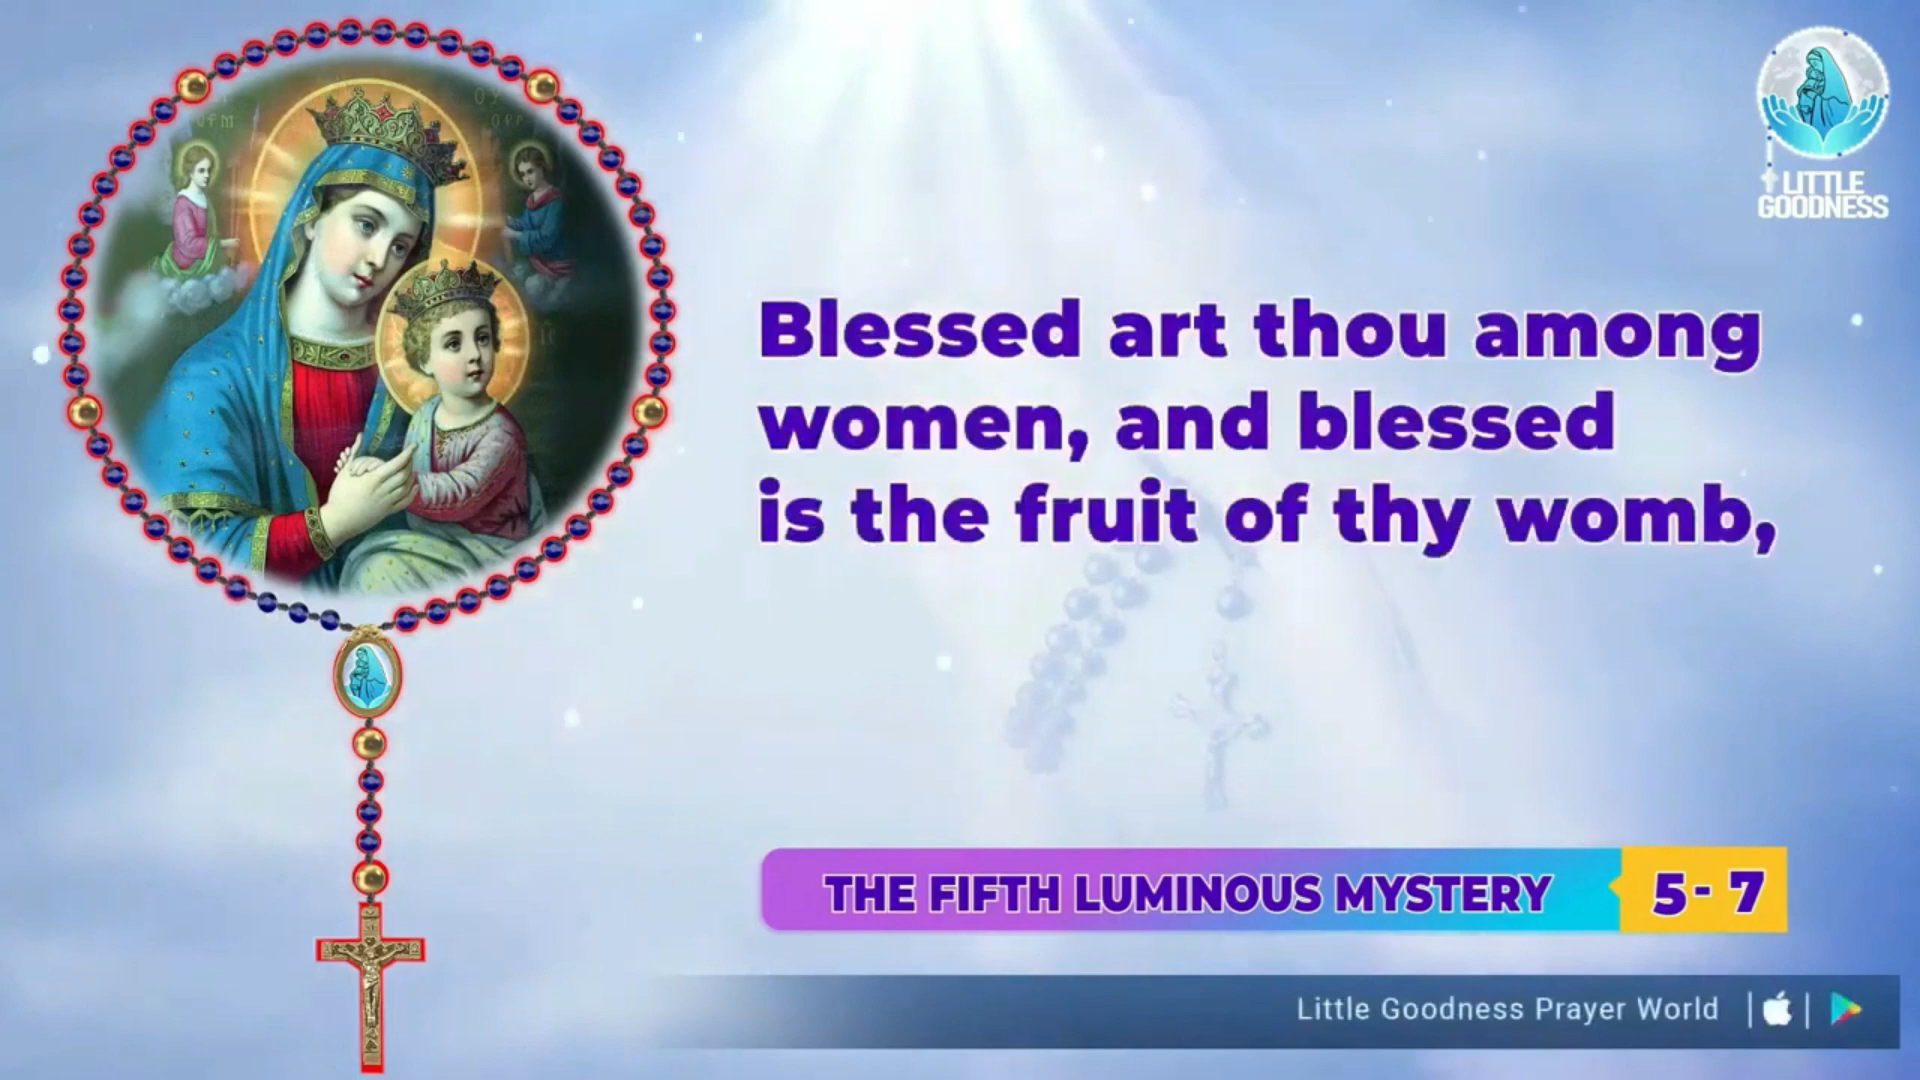 LITTLE
GOODNESS
Blessed art thou among
women, and blessed
is the fruit of thy womb,
THE FIFTH LUMINOUS MYSTERY 5- 7
Little Goodness Prayer World